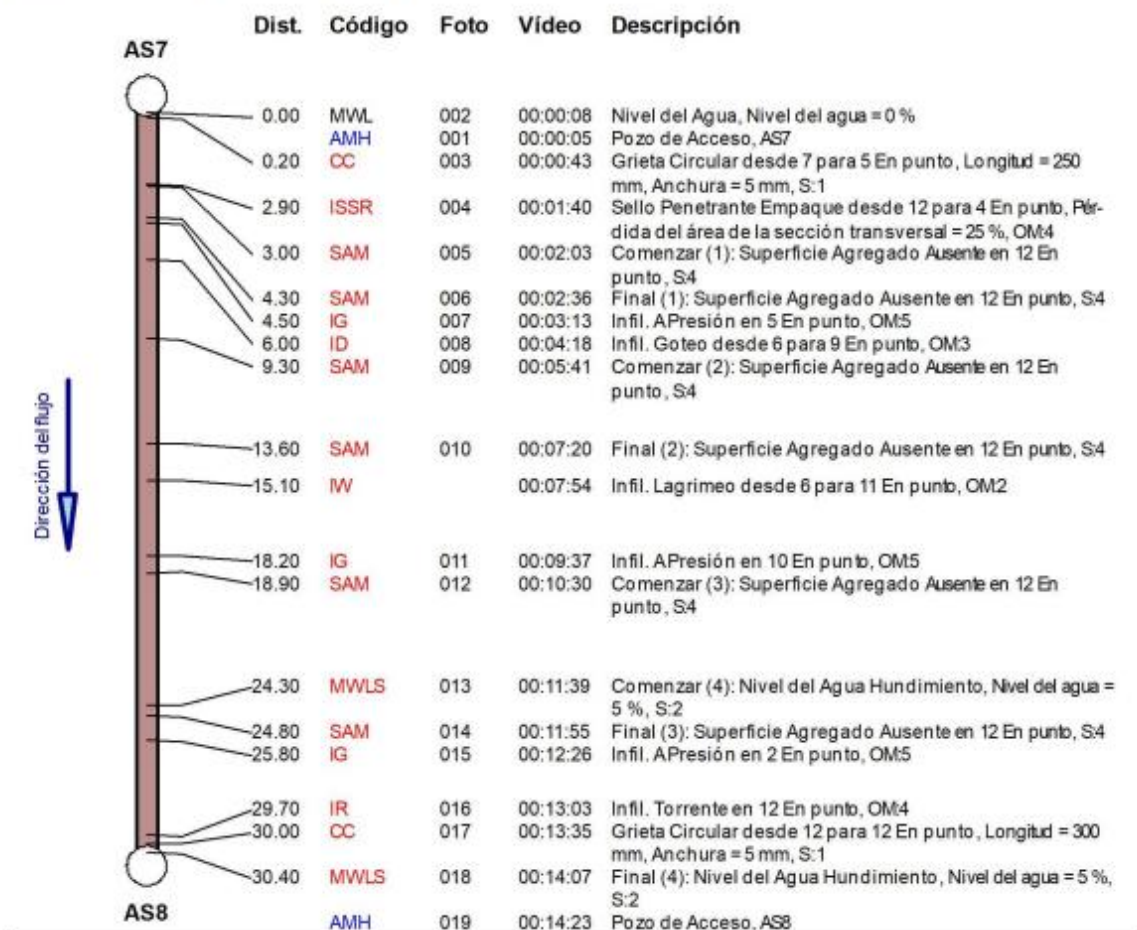 Dist. Código Foto Vídeo Descripción
AS7
0.00 MWL 002 00:00:08 Nivel del Agua, Nivel del agua = 0 %
AMH 001 00:00:05 Pozo de Acceso, AS7
0.20 CC 003 00:00:43 Grieta Circular desde 7 para 5 En punto, Longitud = 250
mm, Anchura = 5 mm, S:1
2.90 ISSR 004 00:01:40 Sello Penetrante Empaque desde 12 para 4 En punto, Pér-
dida del área de la sección transversal = 25 %, OM:4
3.00 SAM 005 00:02:03 Comenzar (1): Superficie Agregado Ausente en 12 En
punto, S:4
4.30 SAM 006 00:02:36 Final (1): Superficie Agregado Ausente en 12 En punto, S:4
4.50 IG 007 00:03:13 Infil. A Presión en 5 En punto, OM:5
6.00 ID 008 00:04:18 Infil. Goteo desde 6 para 9 En punto, OM:3
9.30 SAM 009 00:05:41 Comenzar (2): Superficie Agregado Ausente en 12 En
punto, S:4
Dirección del flujo
13.60 SAM 010 00:07:20 Final (2): Superficie Agregado Ausente en 12 En punto, S:4
15.10 IW 00:07:54 Infil. Lagrimeo desde 6 para 11 En punto, OM:2
18.20 IG 011 00:09:37 Infil. A Presión en 10 En punto, OM:5
18.90 SAM 012 00:10:30 Comenzar (3): Superficie Agregado Ausente en 12 En
punto, S:4
24.30 MWLS 013 00:11:39 Comenzar (4): Nivel del Agua Hundimiento, Nivel del agua =
5 %, S:2
24.80 SAM 014 00:11:55 Final (3): Superficie Agregado Ausente en 12 En punto, S:4
25.80 IG 015 00:12:26 Infil. A Presión en 2 En punto, OM:5
29.70 IR 016 00:13:03 Infil. Torrente en 12 En punto, OM:4
30.00 CC 017 00:13:35 Grieta Circular desde 12 para 12 En punto, Longitud = 300
mm, Anchura = 5 mm, S:1
30.40 MWLS 018 00:14:07 Final (4): Nivel del Agua Hundimiento, Nivel del agua = 5 %,
S:2
AS8
AMH 019 00:14:23 Pozo de Acceso, AS8